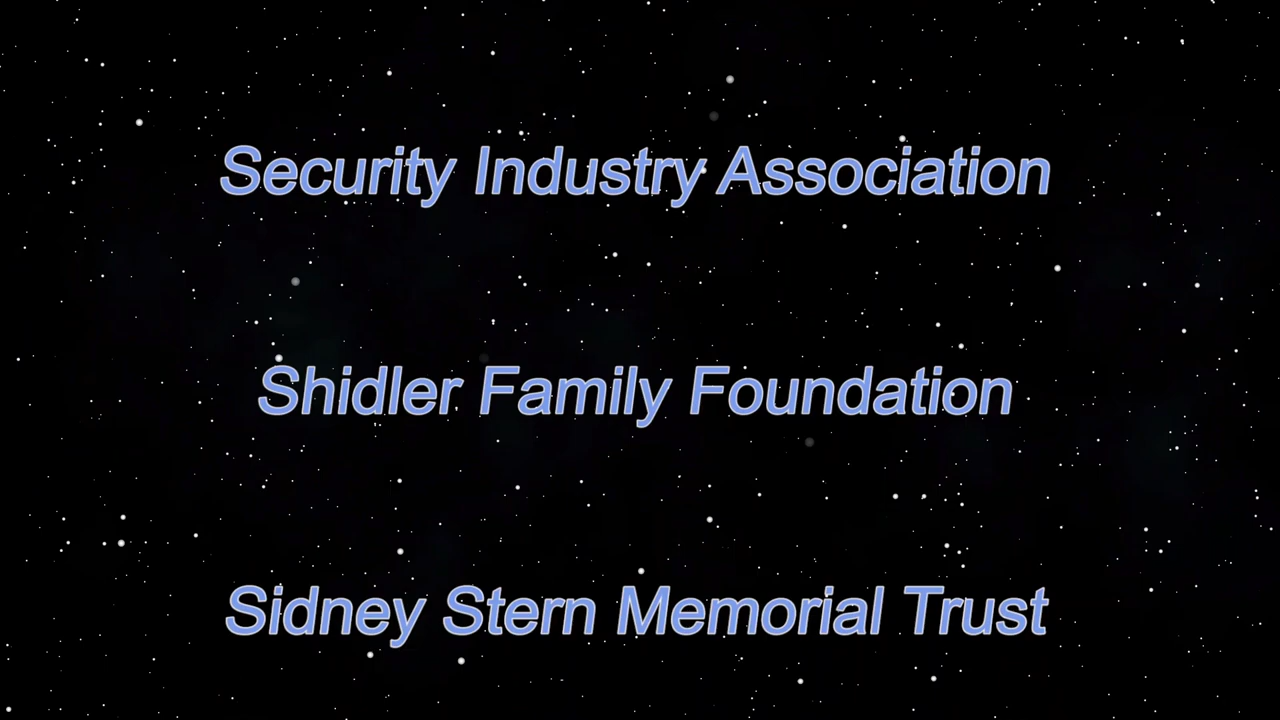 Security Industry Association
Shidler Family Foundation
Sidney Stern Memorial Trust